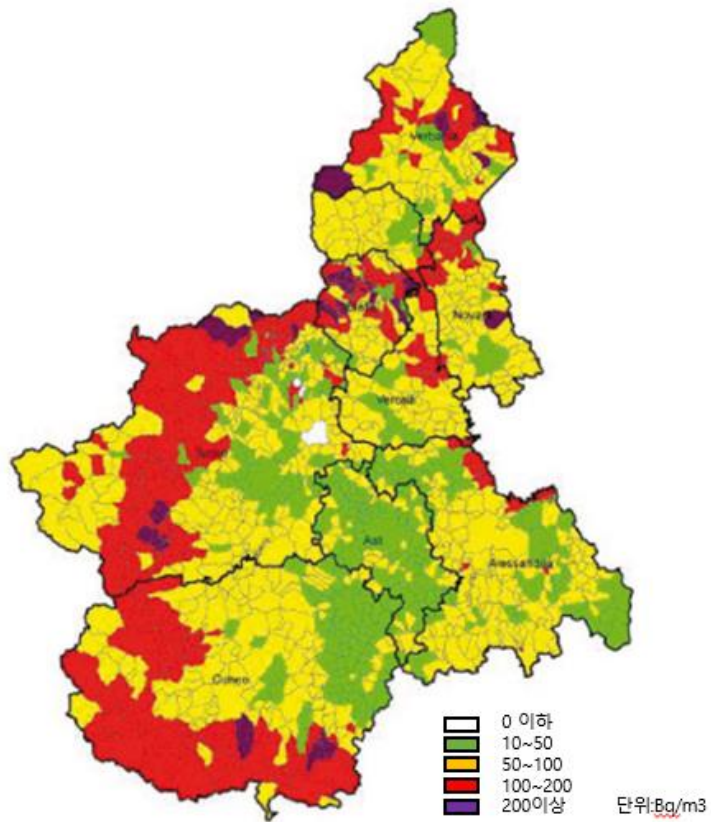 Novara
Vercelli
Torino
Asti
Alessandria
Cuneo
0 이하
10~50
50~100
100~200
200이상
단위:Bq/m3